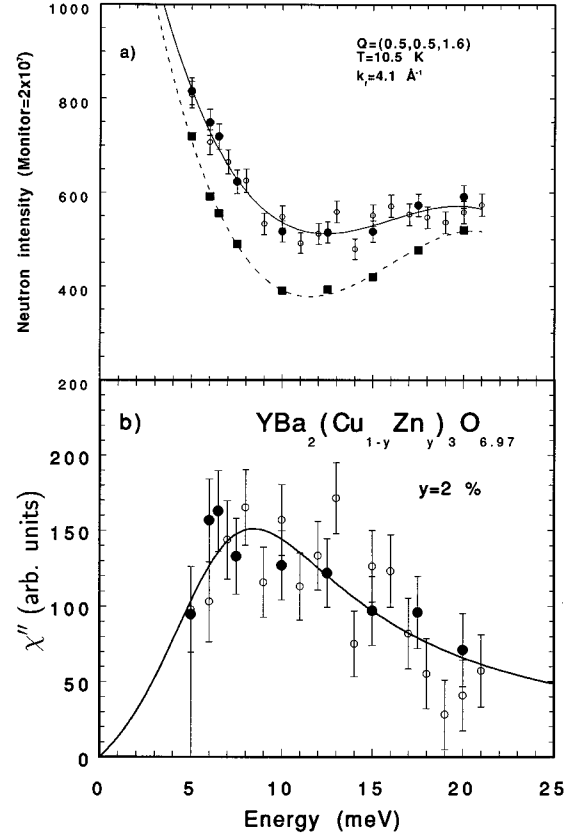 1000
800
600
400
Neutron intensity (Monitor=2x10⁷)
a)
Q=(0.5,0.5,1.6)
T=10.5 K
k_f=4.1 Å⁻¹
200
150
100
50
0
χ'' (arb. units)
b)
YBa₂(Cu₁₋yZn_y)₃O₆.₉₇
y=2 %
0 5 10 15 20 25
Energy (meV)